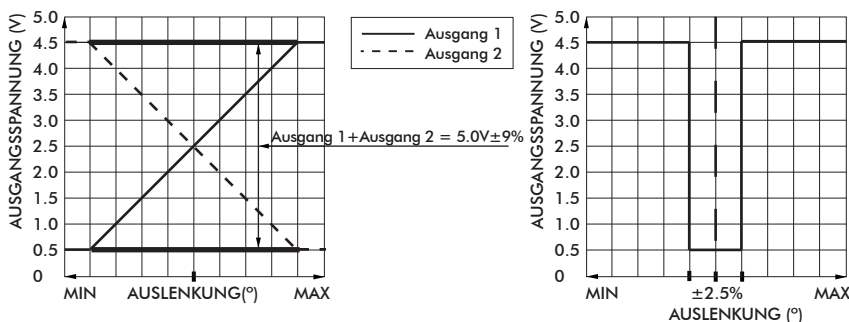 AUSGANGSSPANNUNG (V)
5.0
4.5
4.0
3.5
3.0
2.5
2.0
1.5
1.0
0.5
0
MIN
AUSLENKUNG(º)
MAX
Ausgang 1+Ausgang 2 = 5.0V±9%
Ausgang 1
Ausgang 2
AUSGANGSSPANNUNG (V)
5.0
4.5
4.0
3.5
3.0
2.5
2.0
1.5
1.0
0.5
0
MIN
±2.5%
MAX
AUSLENKUNG (º)